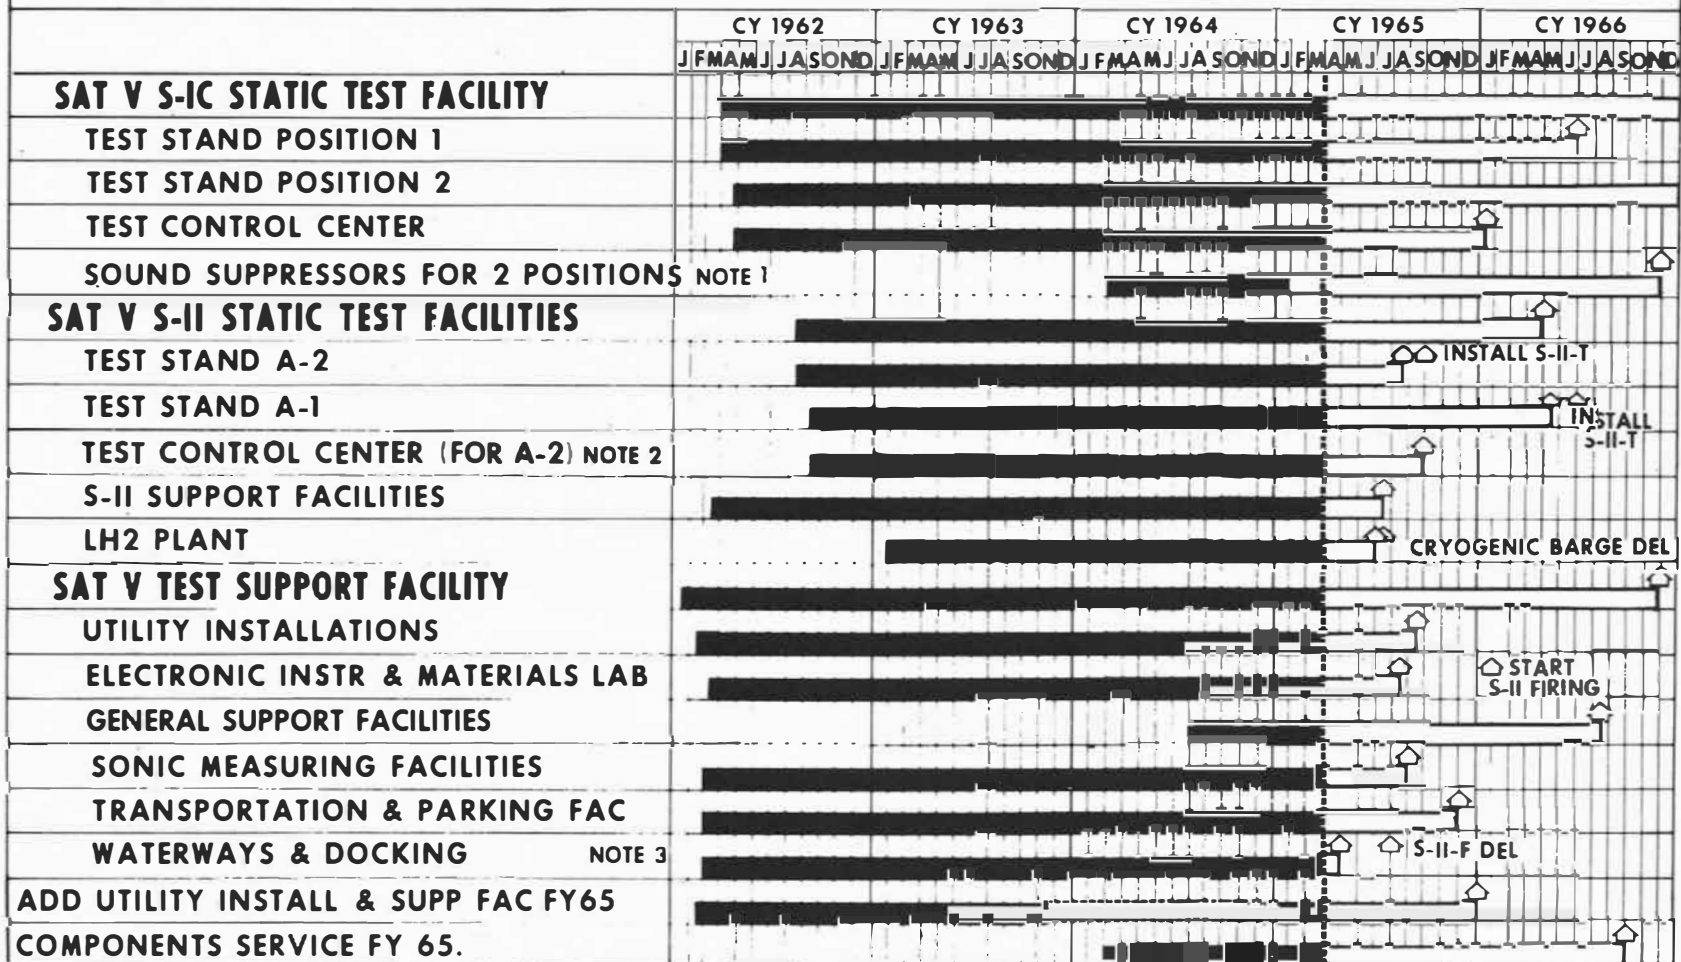 CY 1962 CY 1963 CY 1964 CY 1965 CY 1966
J F M A M J J A S O N D J F M A M J J A S O N D J F M A M J J A S O N D J F M A M J J A S O N D J F M A M J J A S O N D
SAT V S-IC STATIC TEST FACILITY
TEST STAND POSITION 1
TEST STAND POSITION 2
TEST CONTROL CENTER
SOUND SUPPRESSORS FOR 2 POSITIONS NOTE 1
SAT V S-II STATIC TEST FACILITIES
TEST STAND A-2 INSTALL S-II-T
TEST STAND A-1 INSTALL
S-II-T
TEST CONTROL CENTER (FOR A-2) NOTE 2
S-II SUPPORT FACILITIES
LH2 PLANT CRYOGENIC BARGE DEL
SAT V TEST SUPPORT FACILITY
UTILITY INSTALLATIONS
ELECTRONIC INSTR & MATERIALS LAB START
S-II FIRING
GENERAL SUPPORT FACILITIES
SONIC MEASURING FACILITIES
TRANSPORTATION & PARKING FAC
WATERWAYS & DOCKING NOTE 3 S-II-F DEL
ADD UTILITY INSTALL & SUPP FAC FY65
COMPONENTS SERVICE FY 65.